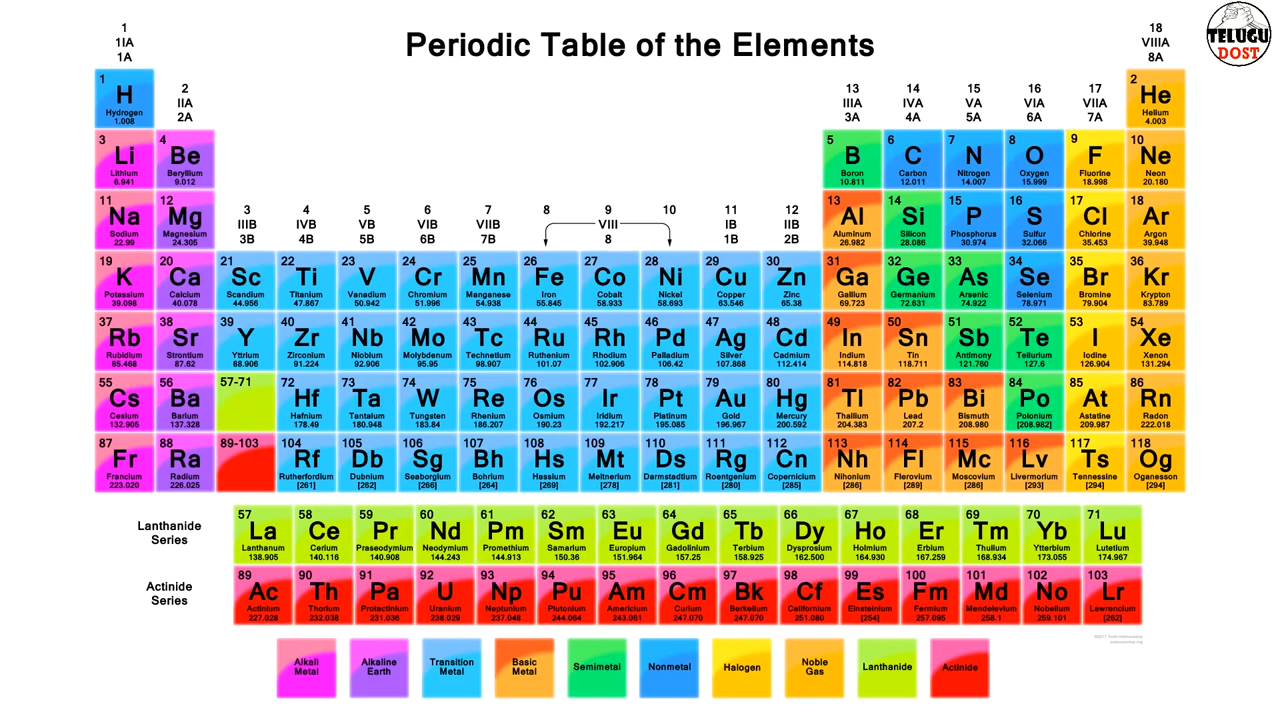 Periodic Table of the Elements
TELUGU
DOST
1
1IA
1A
18
VIIIA
8A
2
IIA
2A
13
IIIA
3A
14
IVA
4A
15
VA
5A
16
VIA
6A
17
VIIA
7A
1
H
Hydrogen
1.008
2
He
Helium
4.003
3
Li
Lithium
6.941
4
Be
Beryllium
9.012
5
B
Boron
10.811
6
C
Carbon
12.011
7
N
Nitrogen
14.007
8
O
Oxygen
15.999
9
F
Fluorine
18.998
10
Ne
Neon
20.180
11
Na
Sodium
22.99
12
Mg
Magnesium
24.305
3
IIIB
3B
4
IVB
4B
5
VB
5B
6
VIB
6B
7
VIIB
7B
8
9
10
VIII
8
11
IB
1B
12
IIB
2B
13
Al
Aluminum
26.982
14
Si
Silicon
28.086
15
P
Phosphorus
30.974
16
S
Sulfur
32.066
17
Cl
Chlorine
35.453
18
Ar
Argon
39.948
19
K
Potassium
39.098
20
Ca
Calcium
40.078
21
Sc
Scandium
44.956
22
Ti
Titanium
47.867
23
V
Vanadium
50.942
24
Cr
Chromium
51.996
25
Mn
Manganese
54.938
26
Fe
Iron
55.845
27
Co
Cobalt
58.933
28
Ni
Nickel
58.693
29
Cu
Copper
63.546
30
Zn
Zinc
65.38
31
Ga
Gallium
69.723
32
Ge
Germanium
72.631
33
As
Arsenic
74.922
34
Se
Selenium
78.971
35
Br
Bromine
79.904
36
Kr
Krypton
83.789
37
Rb
Rubidium
85.468
38
Sr
Strontium
87.62
39
Y
Yttrium
88.906
40
Zr
Zirconium
91.224
41
Nb
Niobium
92.906
42
Mo
Molybdenum
95.95
43
Tc
Technetium
98.907
44
Ru
Ruthenium
101.07
45
Rh
Rhodium
102.906
46
Pd
Palladium
106.42
47
Ag
Silver
107.868
48
Cd
Cadmium
112.414
49
In
Indium
114.818
50
Sn
Tin
118.711
51
Sb
Antimony
121.760
52
Te
Tellurium
127.6
53
I
Iodine
126.904
54
Xe
Xenon
131.294
55
Cs
Cesium
132.905
56
Ba
Barium
137.328
57-71
72
Hf
Hafnium
178.49
73
Ta
Tantalum
180.948
74
W
Tungsten
183.84
75
Re
Rhenium
186.207
76
Os
Osmium
190.23
77
Ir
Iridium
192.217
78
Pt
Platinum
195.085
79
Au
Gold
196.967
80
Hg
Mercury
200.592
81
Tl
Thallium
204.383
82
Pb
Lead
207.2
83
Bi
Bismuth
208.980
84
Po
Polonium
[208.982]
85
At
Astatine
209.987
86
Rn
Radon
222.018
87
Fr
Francium
223.020
88
Ra
Radium
226.025
89-103
104
Rf
Rutherfordium
[261]
105
Db
Dubnium
[262]
106
Sg
Seaborgium
[266]
107
Bh
Bohrium
[264]
108
Hs
Hassium
[269]
109
Mt
Meitnerium
[278]
110
Ds
Darmstadtium
[281]
111
Rg
Roentgenium
[280]
112
Cn
Copernicium
[285]
113
Nh
Nihonium
[286]
114
Fl
Flerovium
[289]
115
Mc
Moscovium
[286]
116
Lv
Livermorium
[293]
117
Ts
Tennessine
[294]
118
Og
Oganesson
[294]
Lanthanide
Series
57
La
Lanthanum
138.905
58
Ce
Cerium
140.116
59
Pr
Praseodymium
140.908
60
Nd
Neodymium
144.243
61
Pm
Promethium
144.913
62
Sm
Samarium
150.36
63
Eu
Europium
151.964
64
Gd
Gadolinium
157.25
65
Tb
Terbium
158.925
66
Dy
Dysprosium
162.500
67
Ho
Holmium
164.930
68
Er
Erbium
167.259
69
Tm
Thulium
168.934
70
Yb
Ytterbium
173.055
71
Lu
Lutetium
174.967
Actinide
Series
89
Ac
Actinium
227.028
90
Th
Thorium
232.038
91
Pa
Protactinium
231.036
92
U
Uranium
238.029
93
Np
Neptunium
237.048
94
Pu
Plutonium
244.064
95
Am
Americium
243.061
96
Cm
Curium
247.070
97
Bk
Berkelium
247.070
98
Cf
Californium
251.080
99
Es
Einsteinium
[254]
100
Fm
Fermium
257.095
101
Md
Mendelevium
258.1
102
No
Nobelium
259.101
103
Lr
Lawrencium
[262]
Alkali
Metal
Alkaline
Earth
Transition
Metal
Basic
Metal
Semimetal
Nonmetal
Halogen
Noble
Gas
Lanthanide
Actinide